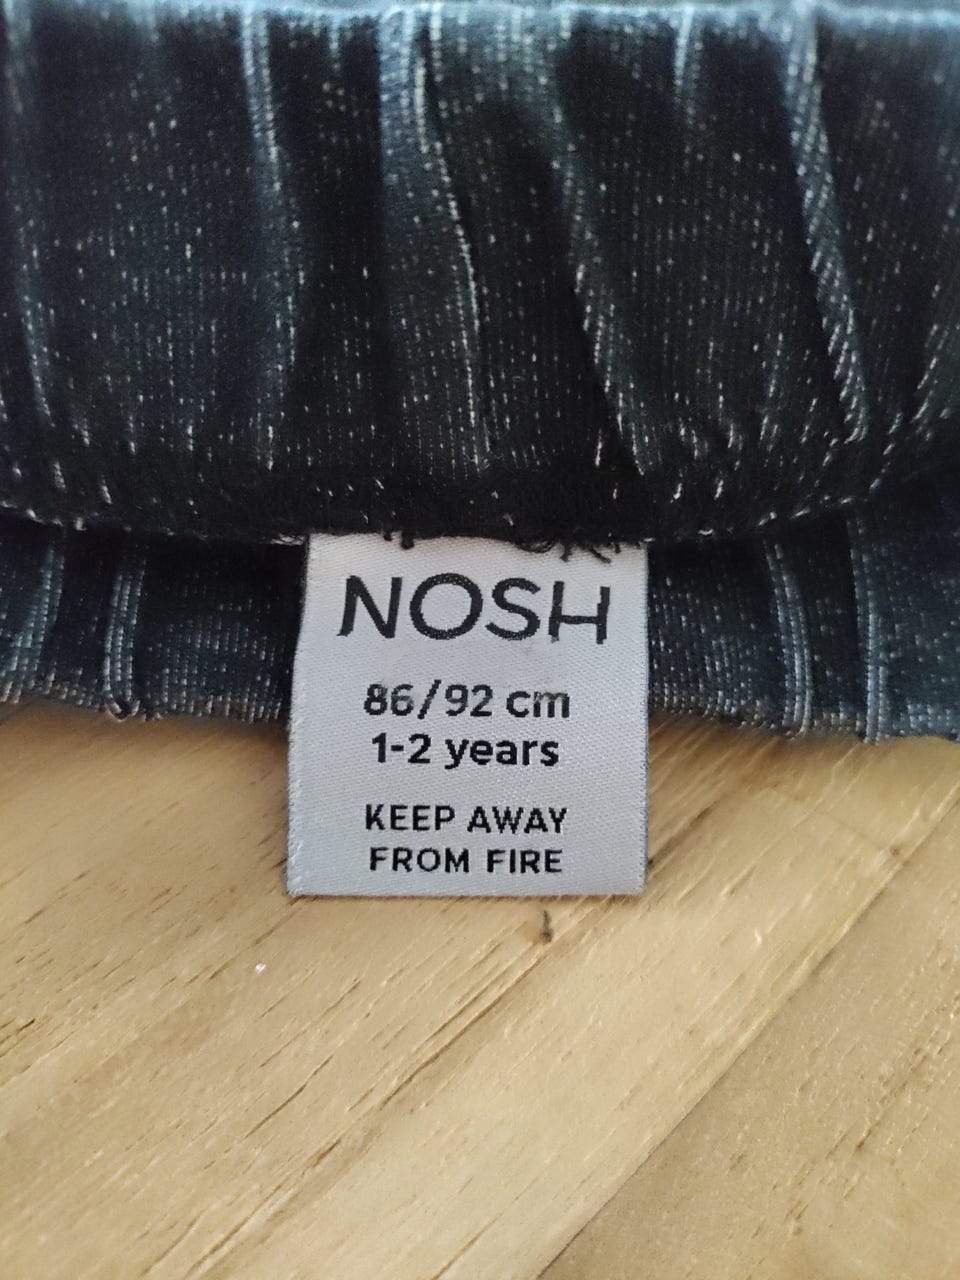 NOSH
86/92 cm
1-2 years
KEEP AWAY
FROM FIRE